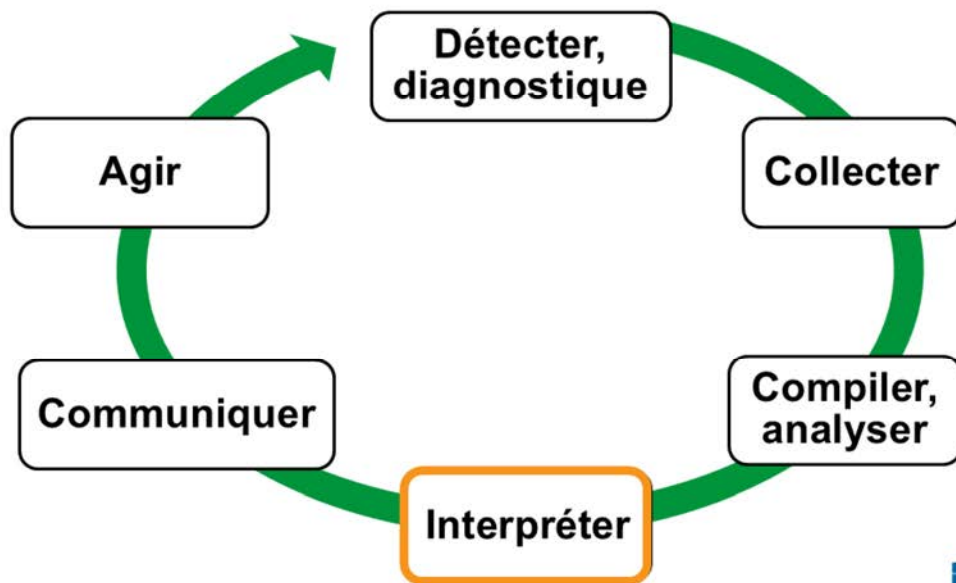 Détecter,
diagnostique
Collecter
Compiler,
analyser
Interpréter
Communiquer
Agir